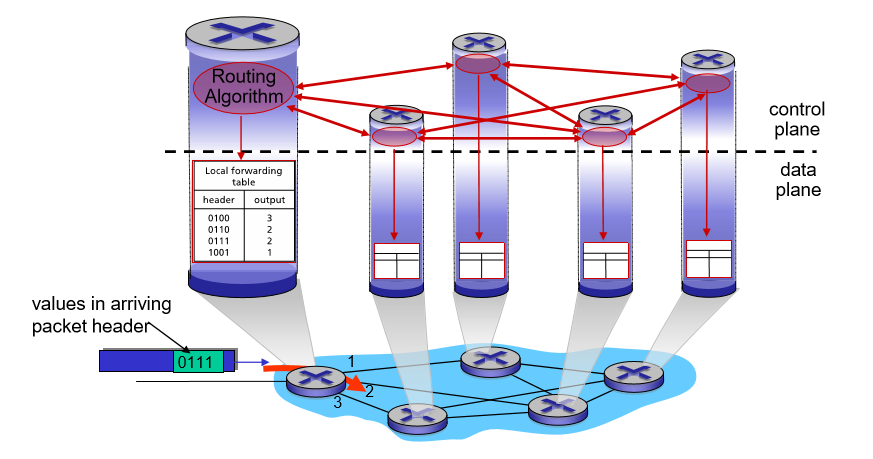 Routing
Algorithm
control
plane
data
plane
Local forwarding
table
header output
0100 3
0110 2
0111 2
1001 1
values in arriving
packet header
0111
1
2
3